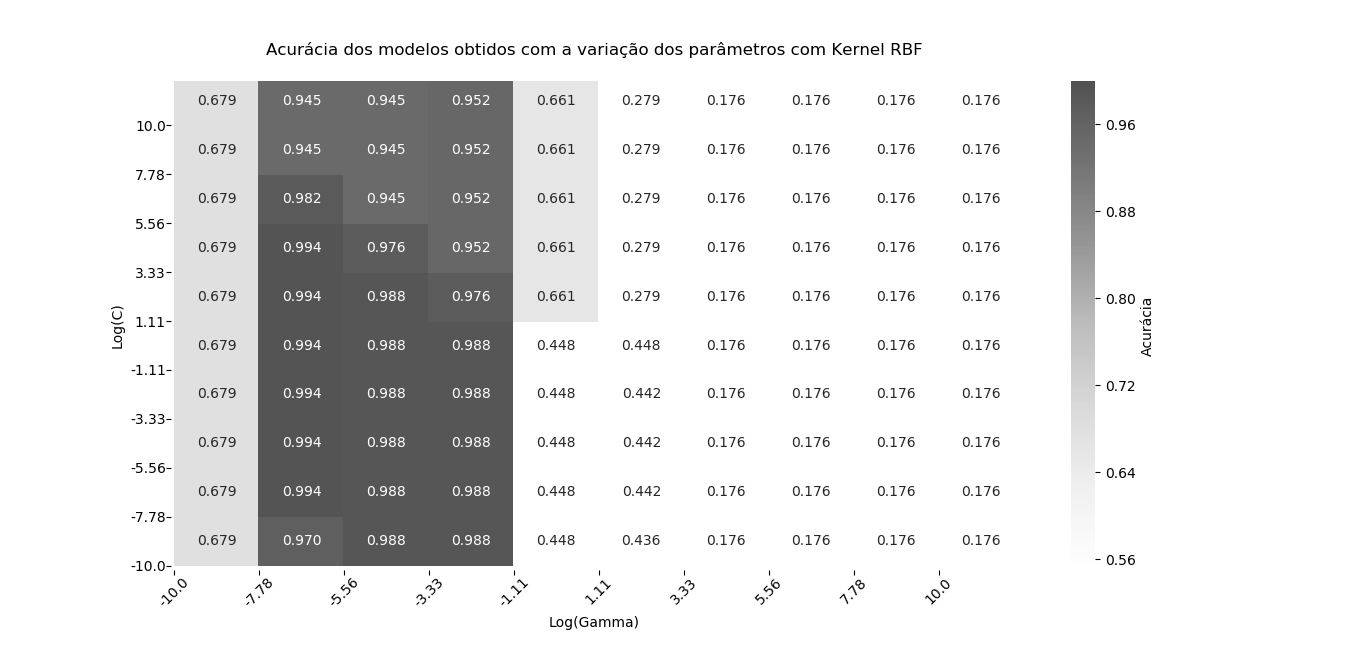 Acurácia dos modelos obtidos com a variação dos parâmetros com Kernel RBF
0.679 0.945 0.945 0.952 0.661 0.279 0.176 0.176 0.176 0.176
10.0
0.679 0.945 0.945 0.952 0.661 0.279 0.176 0.176 0.176 0.176
7.78
0.679 0.982 0.945 0.952 0.661 0.279 0.176 0.176 0.176 0.176
5.56
0.679 0.994 0.976 0.952 0.661 0.279 0.176 0.176 0.176 0.176
3.33
0.679 0.994 0.988 0.976 0.661 0.279 0.176 0.176 0.176 0.176
1.11
0.679 0.994 0.988 0.988 0.448 0.448 0.176 0.176 0.176 0.176
-1.11
0.679 0.994 0.988 0.988 0.448 0.442 0.176 0.176 0.176 0.176
-3.33
0.679 0.994 0.988 0.988 0.448 0.442 0.176 0.176 0.176 0.176
-5.56
0.679 0.994 0.988 0.988 0.448 0.442 0.176 0.176 0.176 0.176
-7.78
0.679 0.970 0.988 0.988 0.448 0.436 0.176 0.176 0.176 0.176
-10.0
Log(C)
-10.0 -7.78 -5.56 -3.33 -1.11 1.11 3.33 5.56 7.78 10.0
Log(Gamma)
0.96
0.88
0.80
0.72
0.64
0.56
Acurácia